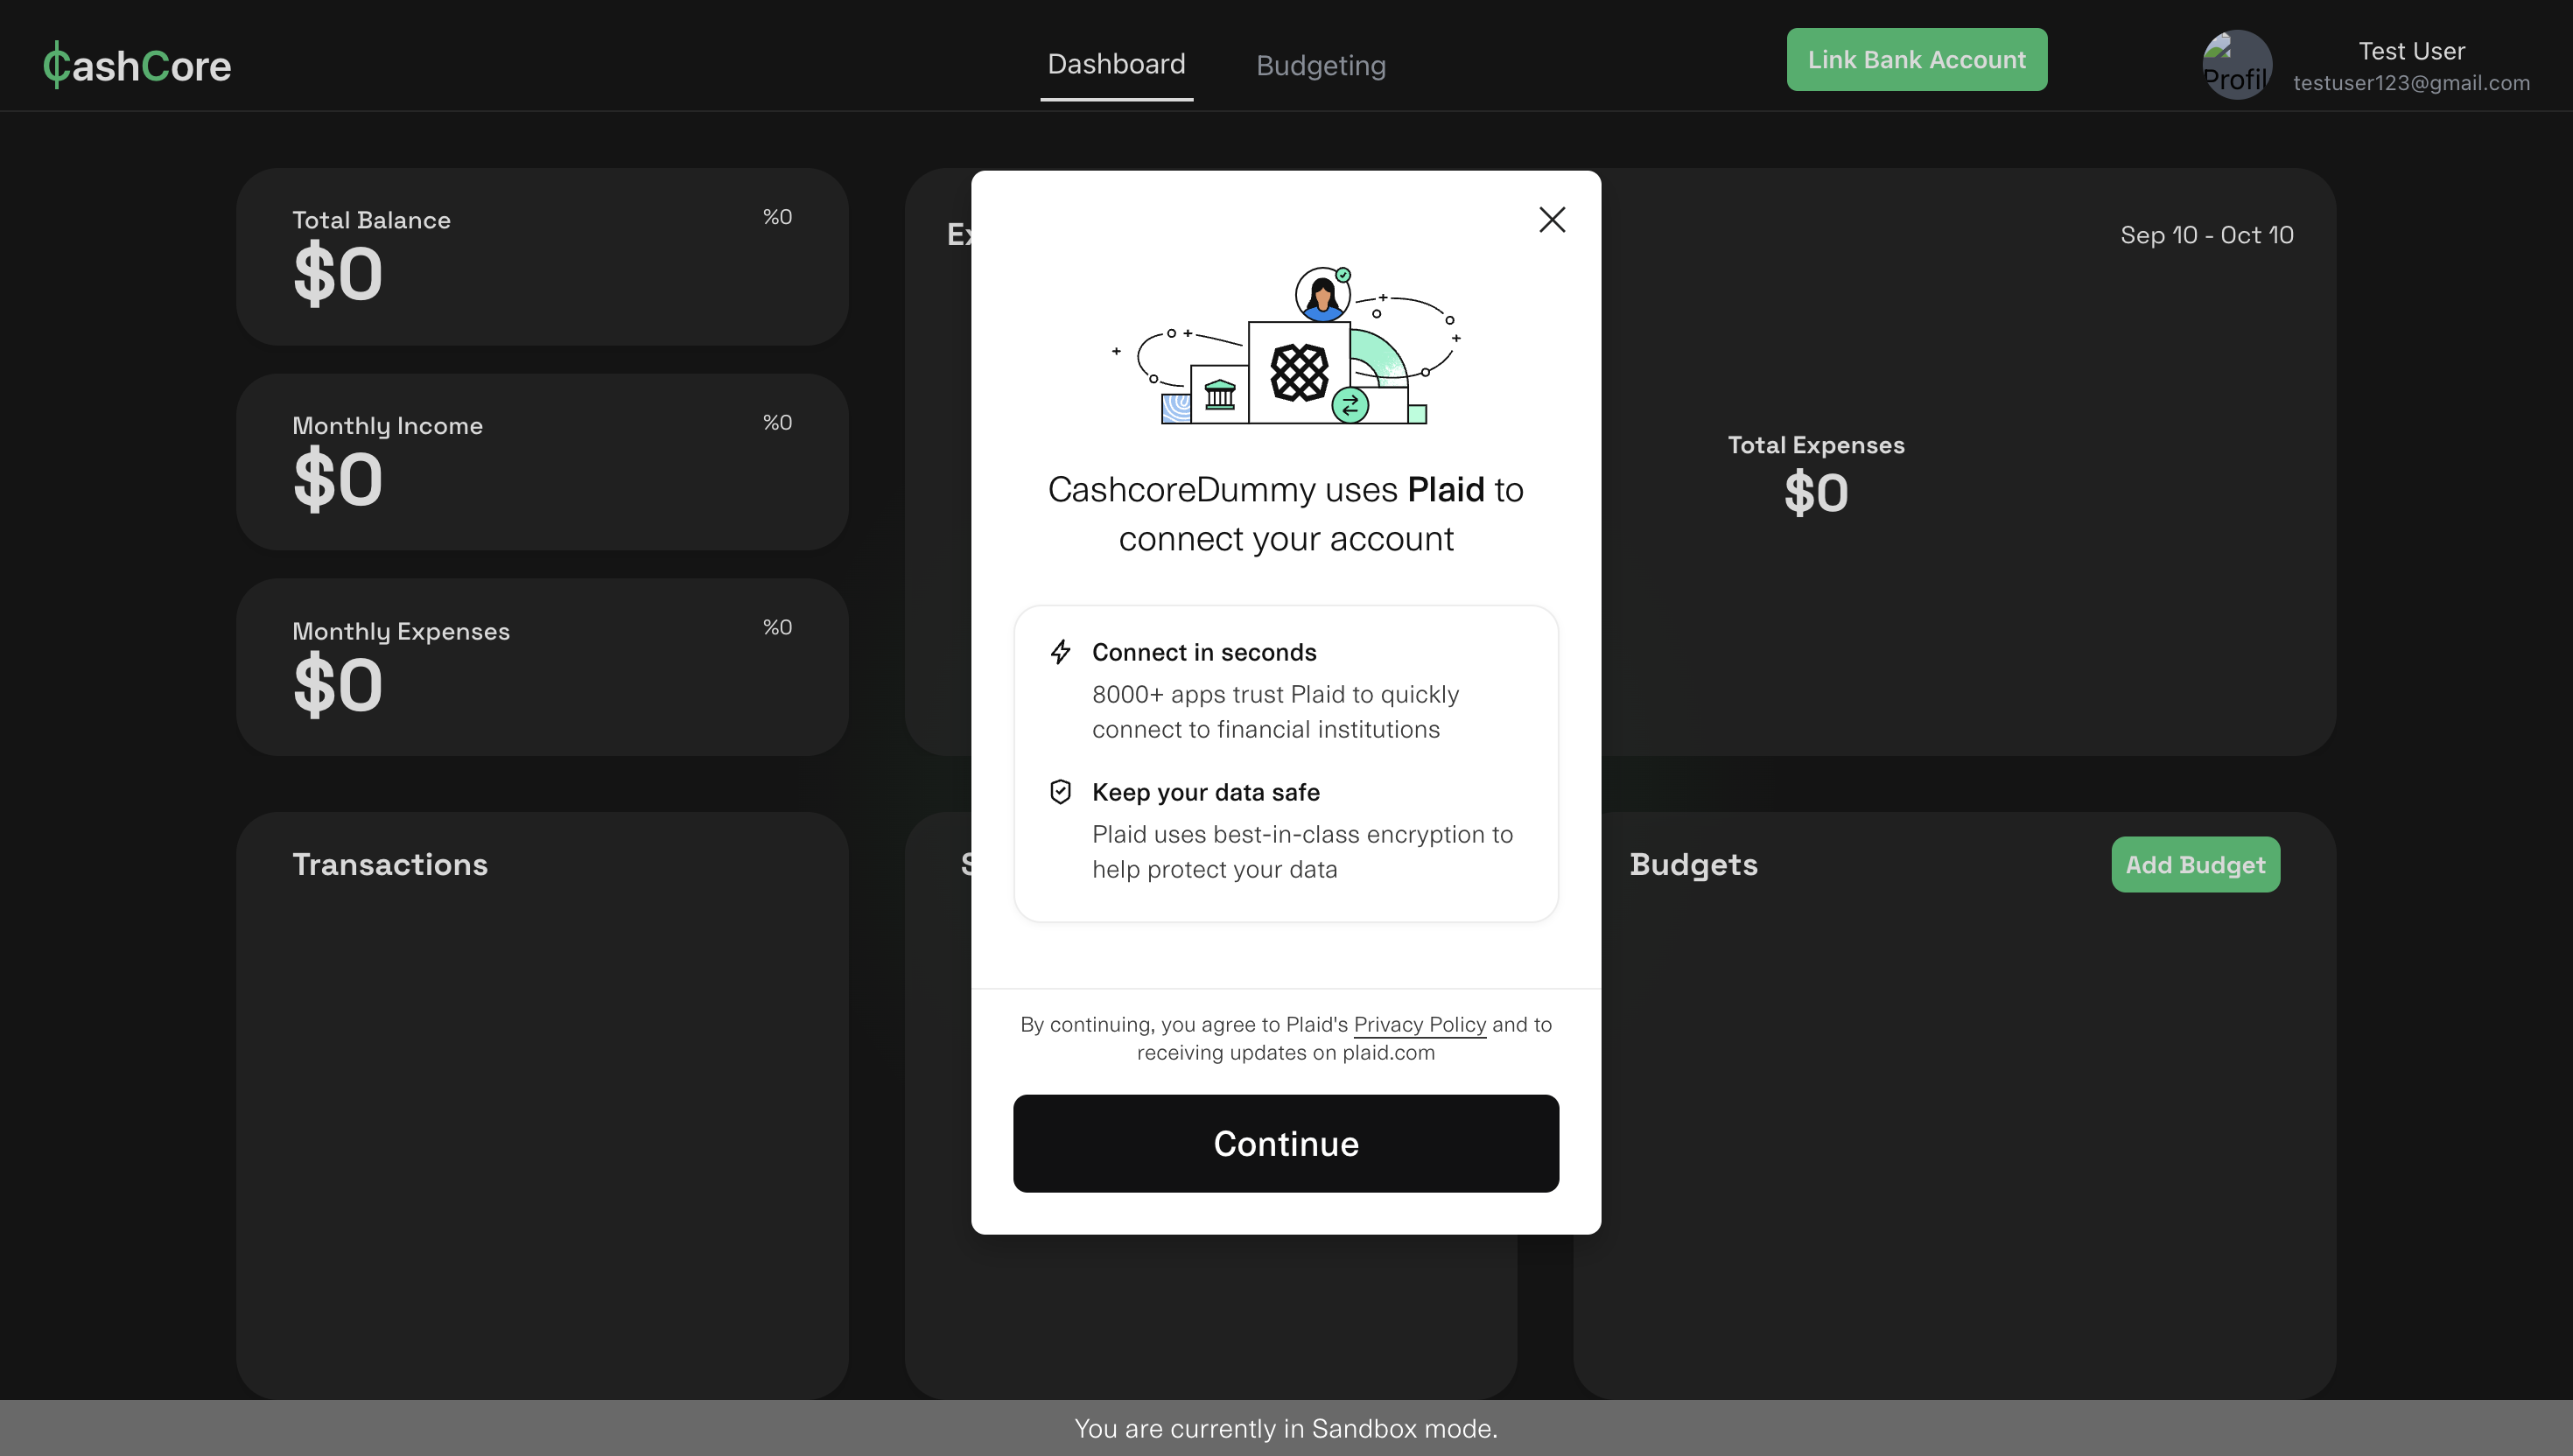 ¢ashCore
Dashboard
Budgeting
Link Bank Account
Profil
Test User
testuser123@gmail.com
Total Balance
%0
$0
Monthly Income
%0
$0
Monthly Expenses
%0
$0
Sep 10 - Oct 10
Total Expenses
$0
CashcoreDummy uses Plaid to
connect your account
Connect in seconds
8000+ apps trust Plaid to quickly
connect to financial institutions
Keep your data safe
Plaid uses best-in-class encryption to
help protect your data
By continuing, you agree to Plaid's Privacy Policy and to
receiving updates on plaid.com
Continue
Transactions
Budgets
Add Budget
You are currently in Sandbox mode.